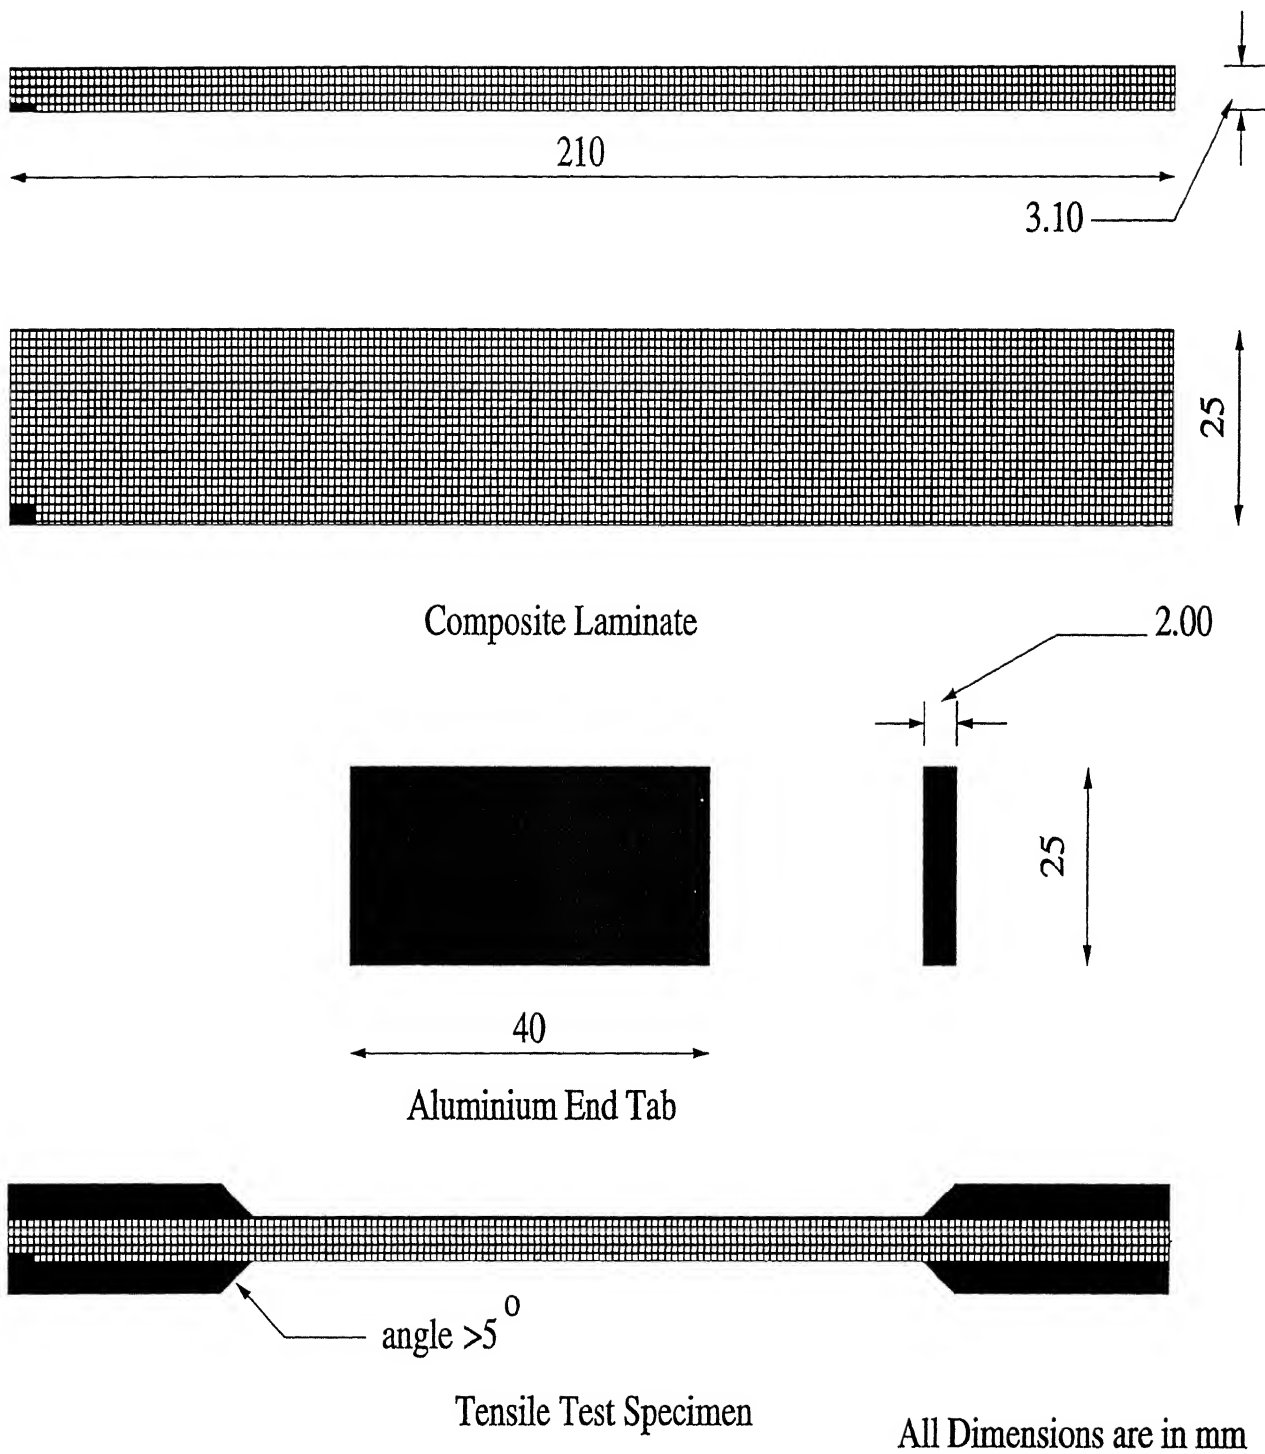 210
3.10
25
Composite Laminate
2.00
25
40
Aluminium End Tab
angle >5°
Tensile Test Specimen
All Dimensions are in mm